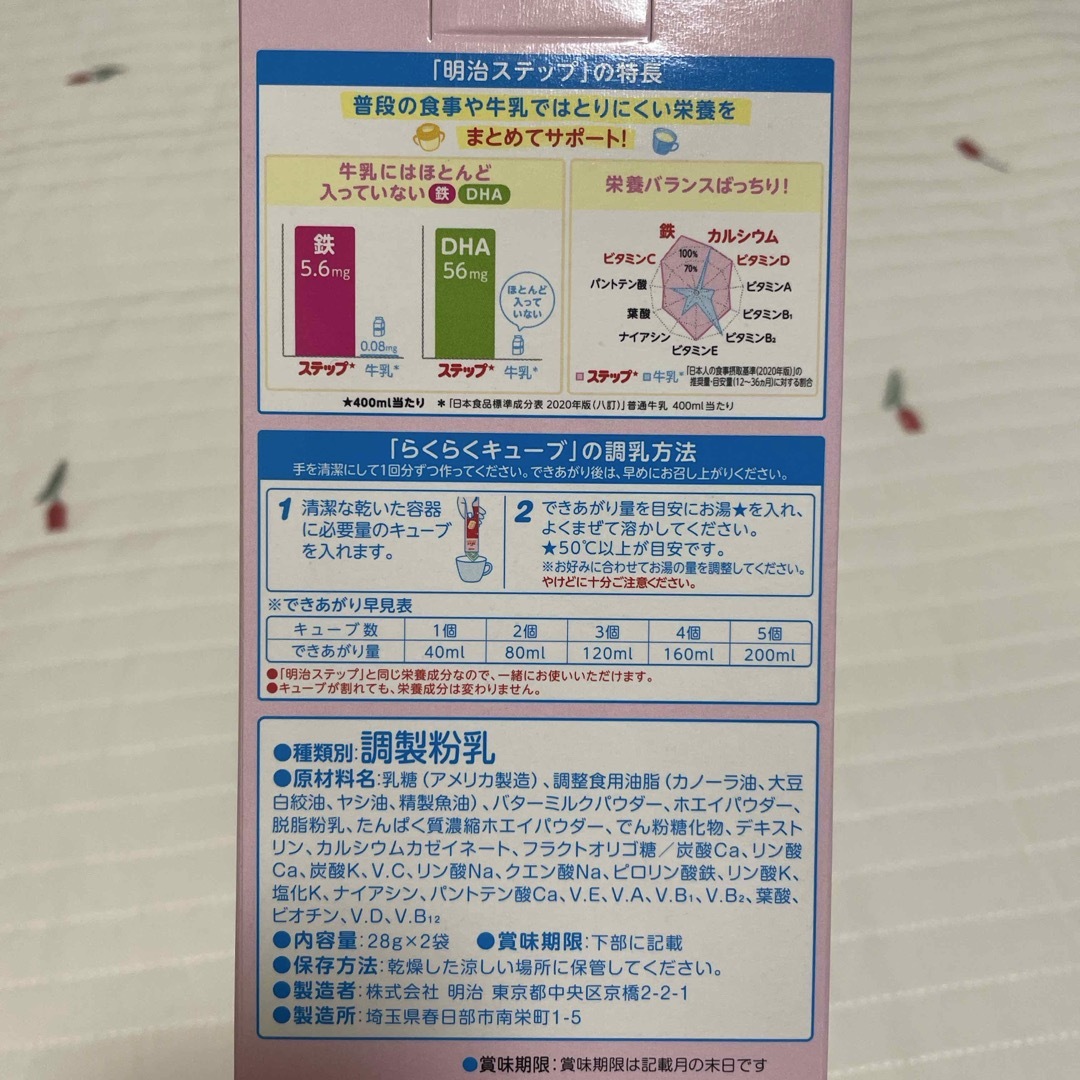 「明治ステップ」の特長
普段の食事や牛乳ではとりにくい栄養を
まとめてサポート!
牛乳にはほとんど
入っていない 鉄 DHA
鉄
5.6mg
0.08mg
ステップ★ 牛乳*
DHA
56mg
ほとんど
入って
いない
ステップ★ 牛乳*
栄養バランスばっちり!
鉄
カルシウム
ビタミンC
100%
ビタミンD
70%
パントテン酸
ビタミンA
葉酸
ビタミンB1
ナイアシン
ビタミンB2
ビタミンE
ステップ★ 牛乳*
「日本人の食事摂取基準(2020年版)」の
推奨量・目安量(12~36ヵ月)に対する割合
★400ml当たり *「日本食品標準成分表 2020年版(八訂)」普通牛乳 400ml当たり
「らくらくキューブ」の調乳方法
手を清潔にして1回分ずつ作ってください。できあがり後は、早めにお召し上がりください。
1 清潔な乾いた容器
に必要量のキューブ
を入れます。
2 できあがり量を目安にお湯★を入れ、
よくまぜて溶かしてください。
★50℃以上が目安です。
※お好みに合わせてお湯の量を調整してください。
やけどに十分ご注意ください。
※できあがり早見表
キューブ数 1個 2個 3個 4個 5個
できあがり量 40ml 80ml 120ml 160ml 200ml
●「明治ステップ」と同じ栄養成分なので、一緒にお使いいただけます。
●キューブが割れても、栄養成分は変わりません。
●種類別:調製粉乳
●原材料名:乳糖(アメリカ製造)、調整食用油脂(カノーラ油、大豆
白絞油、ヤシ油、精製魚油)、バターミルクパウダー、ホエイパウダー、
脱脂粉乳、たんぱく質濃縮ホエイパウダー、でん粉糖化物、デキスト
リン、カルシウムカゼイネート、フラクトオリゴ糖/炭酸Ca、リン酸
Ca、炭酸K、V.C、リン酸Na、クエン酸Na、ピロリン酸鉄、リン酸K、
塩化K、ナイアシン、パントテン酸Ca、V.E、V.A、V.B1、V.B2、葉酸、
ビオチン、V.D、V.B12
●内容量:28g×2袋 ●賞味期限:下部に記載
●保存方法:乾燥した涼しい場所に保管してください。
●製造者:株式会社 明治 東京都中央区京橋2-2-1
●製造所:埼玉県春日部市南栄町1-5
●賞味期限:賞味期限は記載月の末日です